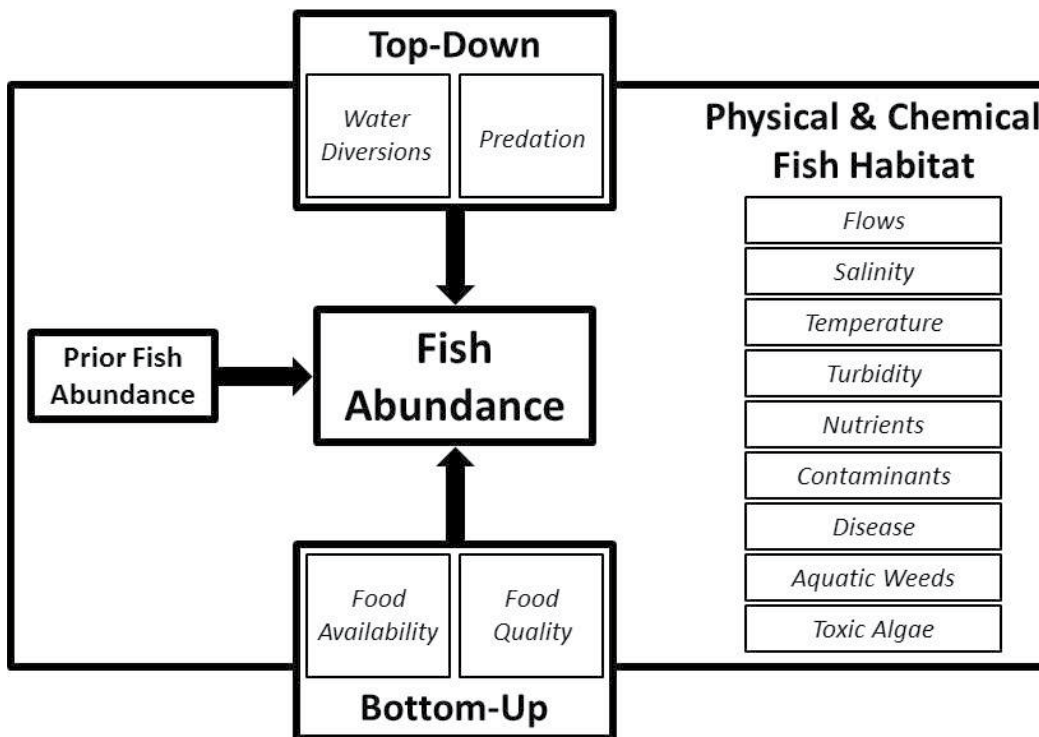 Top-Down
Water
Diversions
Predation
Physical & Chemical
Fish Habitat
Flows
Salinity
Temperature
Turbidity
Nutrients
Contaminants
Disease
Aquatic Weeds
Toxic Algae
Prior Fish
Abundance
Fish
Abundance
Food
Availability
Food
Quality
Bottom-Up